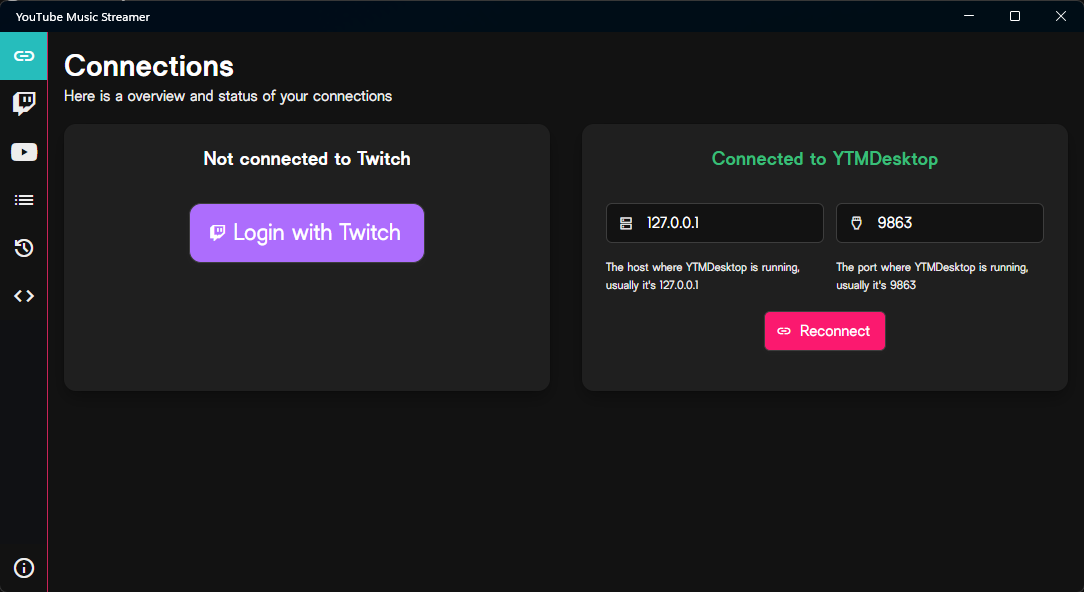 YouTube Music Streamer
Connections
Here is a overview and status of your connections
Not connected to Twitch
Login with Twitch
Connected to YTMDesktop
127.0.0.1
9863
The host where YTMDesktop is running,
usually it's 127.0.0.1
The port where YTMDesktop is running,
usually it's 9863
Reconnect